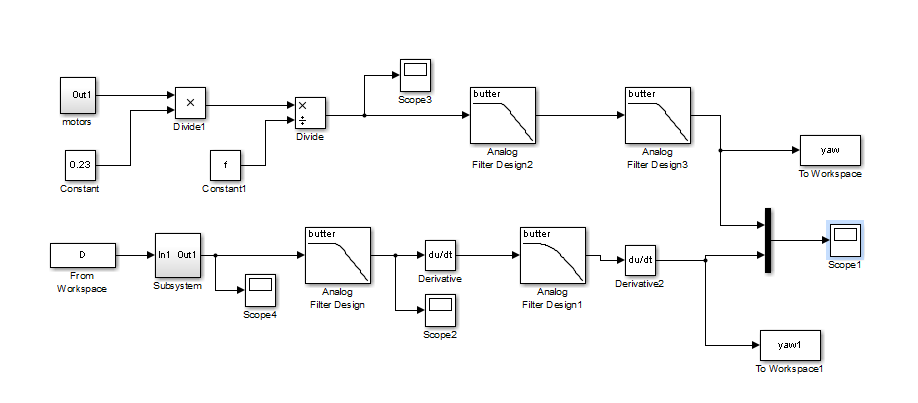 Out1
motors
×
Divide1
0.23
Constant
×
÷
Divide
f
Constant1
Scope3
butter
Analog
Filter Design2
butter
Analog
Filter Design3
yaw
To Workspace
D
From
Workspace
In1 Out1
Subsystem
Scope4
butter
Analog
Filter Design
du/dt
Derivative
Scope2
butter
Analog
Filter Design1
du/dt
Derivative2
Scope1
yaw1
To Workspace1